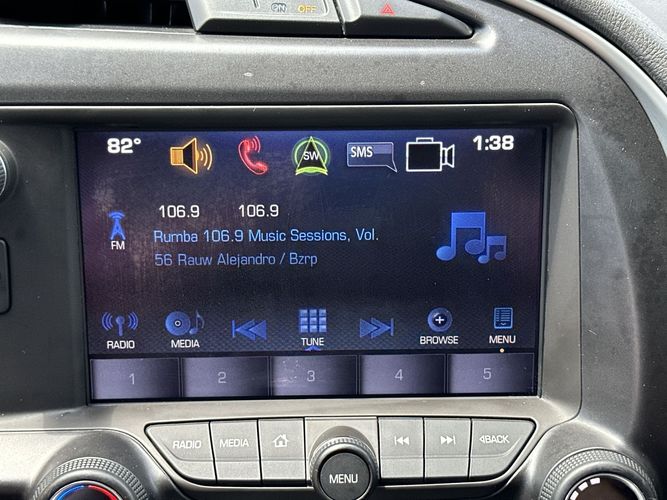 ON OFF
82° SW SMS 1:38
106.9 106.9
FM
Rumba 106.9 Music Sessions, Vol.
56 Rauw Alejandro / Bzrp
RADIO MEDIA TUNE BROWSE MENU
1 2 3 4 5
RADIO MEDIA BACK
MENU